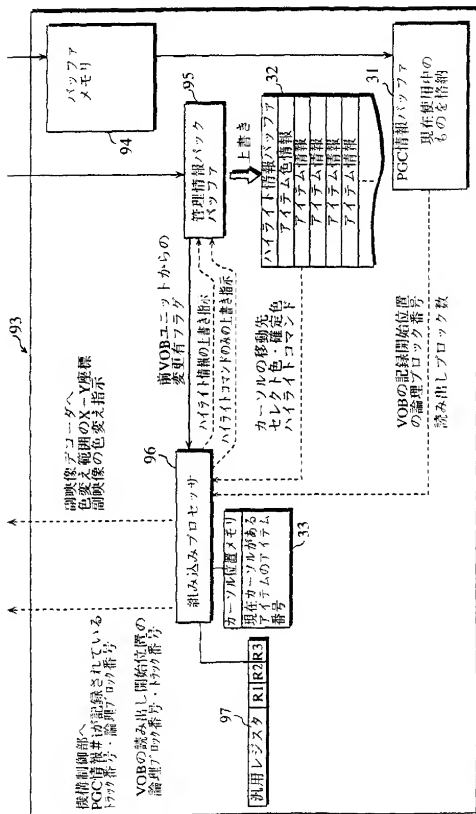 93
バッファ
メモリ
94
管理情報パック
バッファ
95
上書き
32
ハイライト情報バッファ
アイテム色情報
アイテム情報
アイテム情報
アイテム情報
アイテム情報
31
PGC情報バッファ
現在使用中の
ものを格納
前VOBユニットからの
変更有フラグ
ハイライト情報の上書き指示
ハイライトコマンドのみの上書き指示
カーソルの移動先
セレクト色・確定色
ハイライトコマンド
VOBの記録開始位置
の論理ブロック番号
読み出しブロック数
副映像デコーダへ
色変え範囲のX-Y座標
副映像の色変え指示
96
組み込みプロセッサ
カーソル位置メモリ
現在カーソルがある
アイテムのアイテム
番号
33
機構制御部へ
PGC情報#iが記録されている
トラック番号・論理ブロック番号
VOBの読み出し開始位置の
論理ブロック番号・トラック番号
97
汎用レジスタ R1 R2 R3